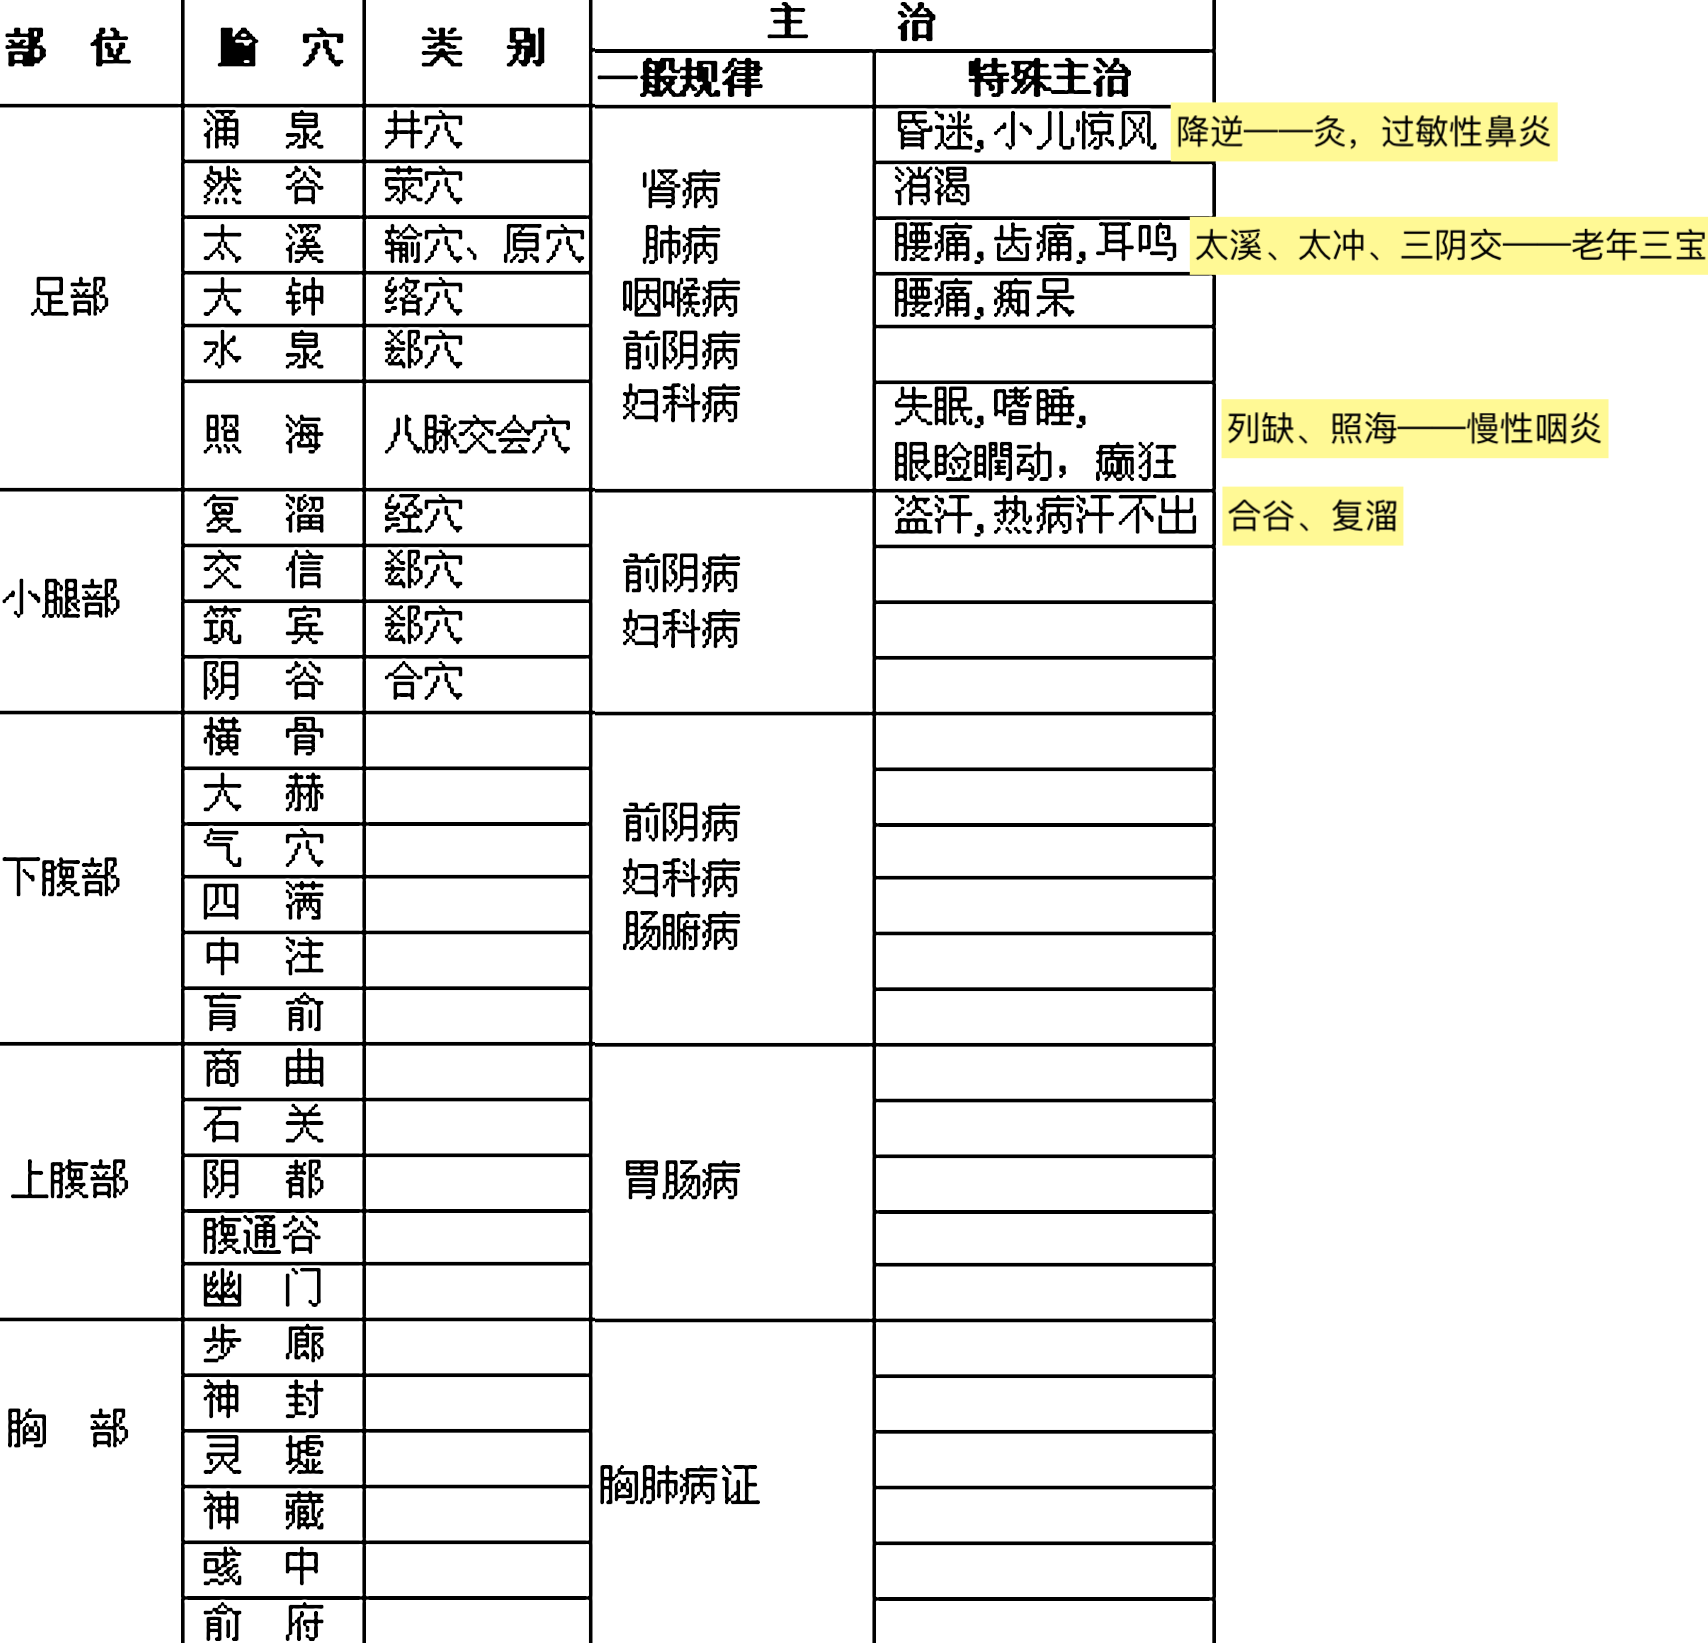 部 位 腧 穴 类 别 主 治
一般规律 特殊主治
足部
涌 泉 井穴 昏迷,小儿惊风 降逆——灸，过敏性鼻炎
然 谷 荥穴 肾病 消渴
太 溪 输穴、原穴 肺病 腰痛,齿痛,耳鸣 太溪、太冲、三阴交——老年三宝
大 钟 络穴 咽喉病 腰痛,痴呆
水 泉 郄穴 前阴病
照 海 八脉交会穴 妇科病 失眠,嗜睡,
眼睑瞤动，癫狂 列缺、照海——慢性咽炎
小腿部
复 溜 经穴 盗汗,热病汗不出 合谷、复溜
交 信 郄穴 前阴病
筑 宾 郄穴 妇科病
阴 谷 合穴
下腹部
横 骨
大 赫
气 穴 前阴病
四 满 妇科病
中 注 肠腑病
肓 俞
上腹部
商 曲
石 关
阴 都 胃肠病
腹通谷
幽 门
胸 部
步 廊
神 封
灵 墟
神 藏 胸肺病证
彧 中
俞 府